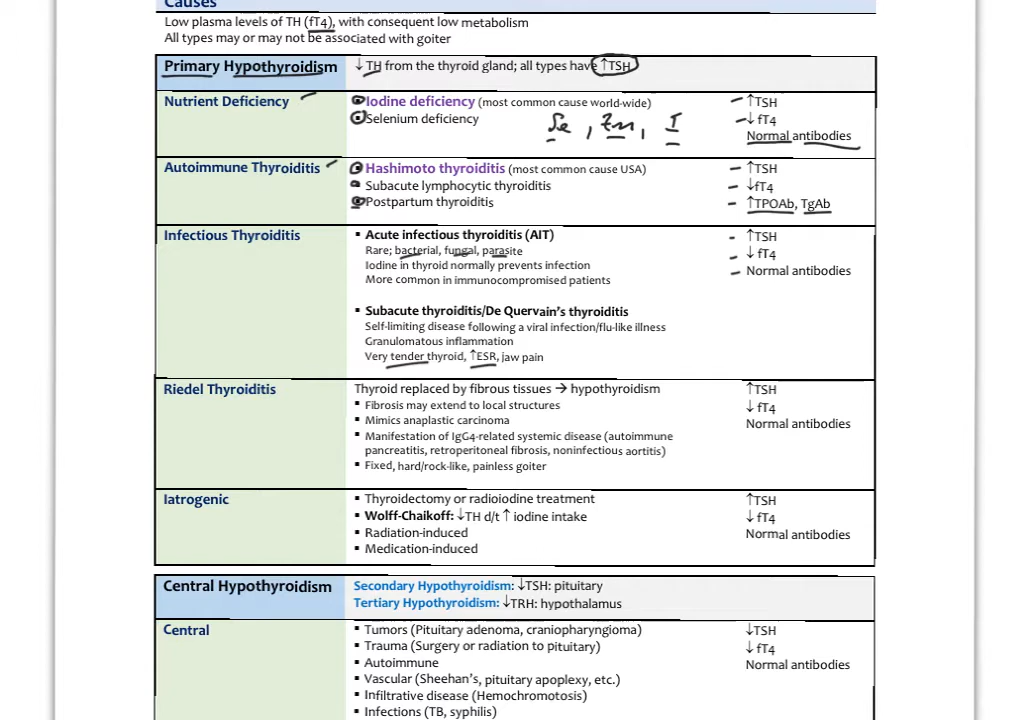 Causes
Low plasma levels of TH (fT4), with consequent low metabolism
All types may or may not be associated with goiter
Primary Hypothyroidism
↓ TH from the thyroid gland; all types have ↑TSH
Nutrient Deficiency
▪ Iodine deficiency (most common cause world-wide)
▪ Selenium deficiency
Se, Zn, I
↑TSH
↓ fT4
Normal antibodies
Autoimmune Thyroiditis
▪ Hashimoto thyroiditis (most common cause USA)
▪ Subacute lymphocytic thyroiditis
▪ Postpartum thyroiditis
↑TSH
↓fT4
↑TPOAb, TgAb
Infectious Thyroiditis
▪ Acute infectious thyroiditis (AIT)
Rare; bacterial, fungal, parasite
Iodine in thyroid normally prevents infection
More common in immunocompromised patients
▪ Subacute thyroiditis/De Quervain's thyroiditis
Self-limiting disease following a viral infection/flu-like illness
Granulomatous inflammation
Very tender thyroid, ↑ESR, jaw pain
↑TSH
↓ fT4
Normal antibodies
Riedel Thyroiditis
Thyroid replaced by fibrous tissues → hypothyroidism
▪ Fibrosis may extend to local structures
▪ Mimics anaplastic carcinoma
▪ Manifestation of IgG4-related systemic disease (autoimmune
pancreatitis, retroperitoneal fibrosis, noninfectious aortitis)
▪ Fixed, hard/rock-like, painless goiter
↑TSH
↓ fT4
Normal antibodies
Iatrogenic
▪ Thyroidectomy or radioiodine treatment
▪ Wolff-Chaikoff: ↓TH d/t ↑ iodine intake
▪ Radiation-induced
▪ Medication-induced
↑TSH
↓ fT4
Normal antibodies
Central Hypothyroidism
Secondary Hypothyroidism: ↓TSH: pituitary
Tertiary Hypothyroidism: ↓TRH: hypothalamus
Central
▪ Tumors (Pituitary adenoma, craniopharyngioma)
▪ Trauma (Surgery or radiation to pituitary)
▪ Autoimmune
▪ Vascular (Sheehan's, pituitary apoplexy, etc.)
▪ Infiltrative disease (Hemochromotosis)
▪ Infections (TB, syphilis)
↓TSH
↓ fT4
Normal antibodies